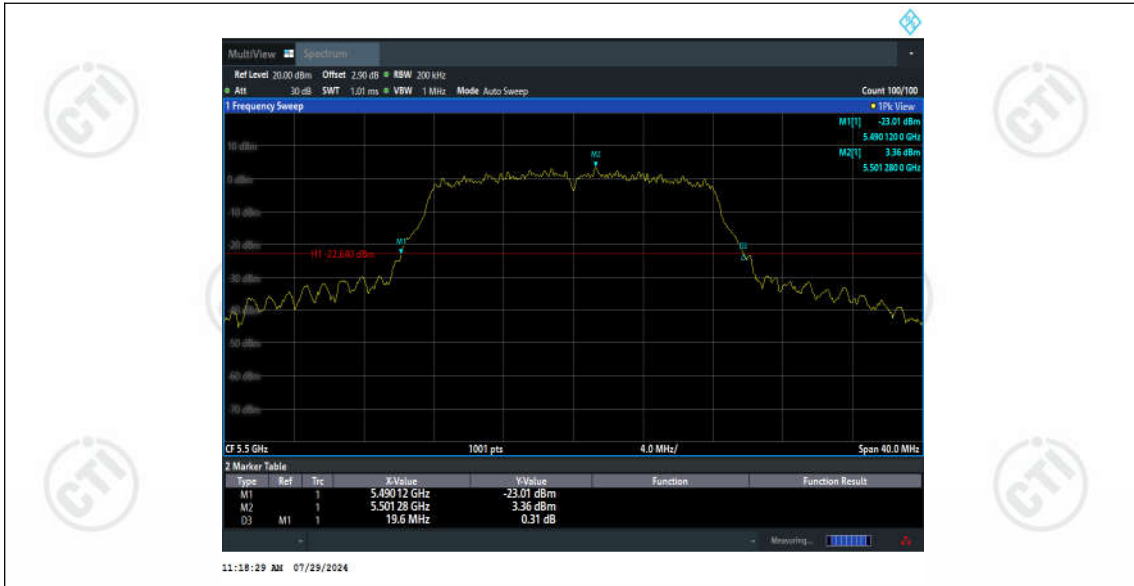 MultiView Spectrum
Ref Level 20.00 dBm Offset 2.90 dB RBW 200 kHz
Att 30 dB SWT 1.01 ms VBW 1 MHz Mode Auto Sweep Count 100/100
1 Frequency Sweep 1Pk View
M1[1] -23.01 dBm
5.490 120 0 GHz
M2[1] 3.36 dBm
5.501 280 0 GHz
10 dBm
M2
0 dBm
-10 dBm
-20 dBm
M1
D3
H1 -22.640 dBm
-30 dBm
-40 dBm
-50 dBm
-60 dBm
-70 dBm
CF 5.5 GHz 1001 pts 4.0 MHz/ Span 40.0 MHz
2 Marker Table
Type Ref Trc X-Value Y-Value Function Function Result
M1 1 5.490 12 GHz -23.01 dBm
M2 1 5.501 28 GHz 3.36 dBm
D3 M1 1 19.6 MHz 0.31 dB
Measuring...
11:18:29 AM 07/29/2024
CTI
CTI
CTI
CTI